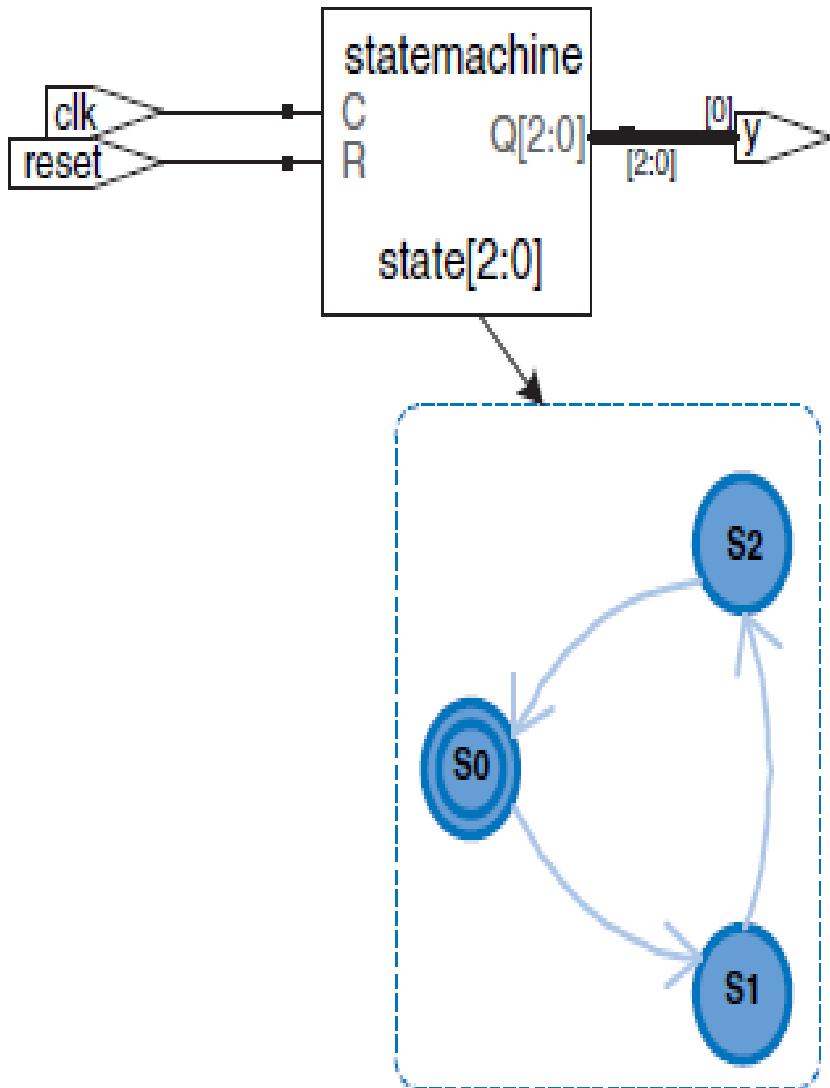 statemachine
clk
C
reset
R
Q[2:0]
[2:0]
[0]
y
state[2:0]
S2
S0
S1